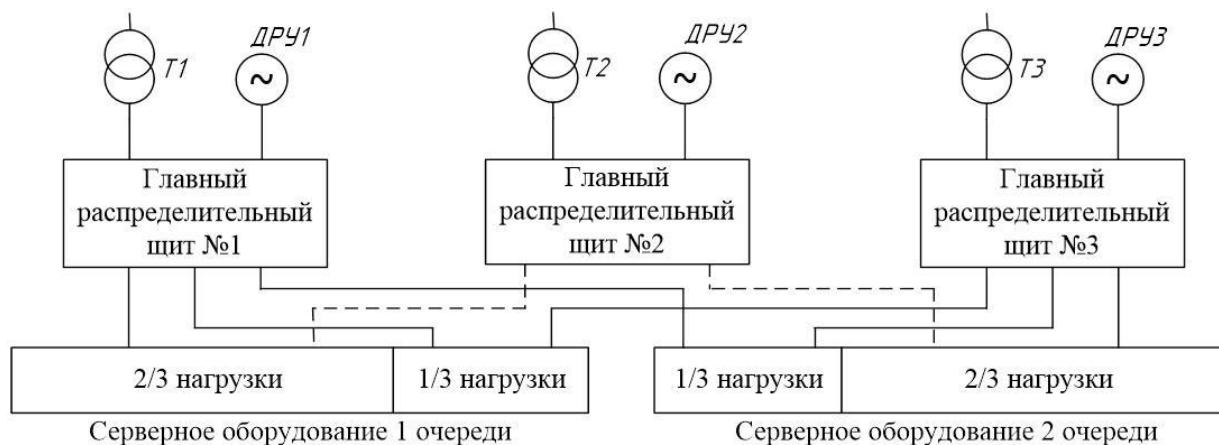 Т1
ДРУ1
Т2
ДРУ2
Т3
ДРУ3
~
~
~
Главный
распределительный
щит №1
Главный
распределительный
щит №2
Главный
распределительный
щит №3
2/3 нагрузки
1/3 нагрузки
1/3 нагрузки
2/3 нагрузки
Серверное оборудование 1 очереди
Серверное оборудование 2 очереди